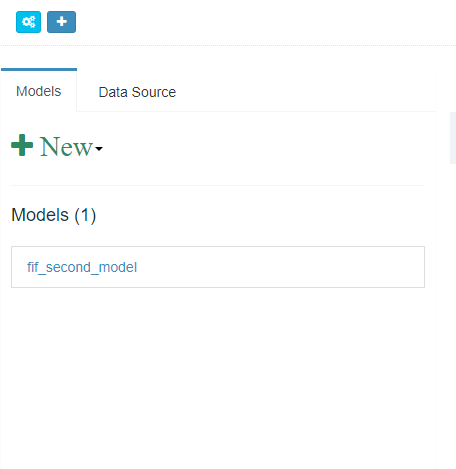 Models Data Source
New
Models (1)
fif_second_model